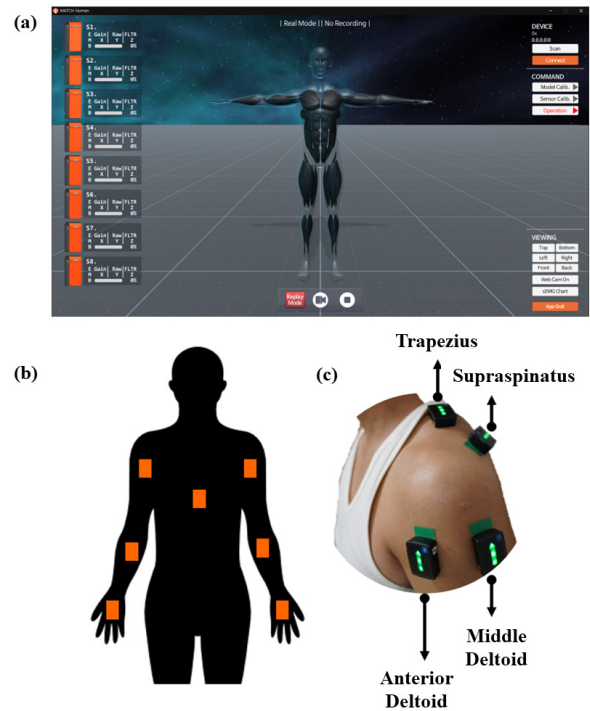 (a)
MATCH Human
| Real Mode | | No Recording |
S1.
E Gain| Raw|FLTR
M X | Y | Z
B 0%
S2.
E Gain| Raw|FLTR
M X | Y | Z
B 0%
S3.
E Gain| Raw|FLTR
M X | Y | Z
B 0%
S4.
E Gain| Raw|FLTR
M X | Y | Z
B 0%
S5.
E Gain| Raw|FLTR
M X | Y | Z
B 0%
S6.
E Gain| Raw|FLTR
M X | Y | Z
B 0%
S7.
E Gain| Raw|FLTR
M X | Y | Z
B 0%
S8.
E Gain| Raw|FLTR
M X | Y | Z
B 0%
DEVICE
0x
0.0.0.0:0
Scan
Connect
COMMAND
Model Calib.
Sensor Calib.
Operation
VIEWING
Top Bottom
Left Right
Front Back
Web Cam On
sEMG Chart
App Quit
Replay
Mode
(b)
(c)
Trapezius
Supraspinatus
Middle
Deltoid
Anterior
Deltoid